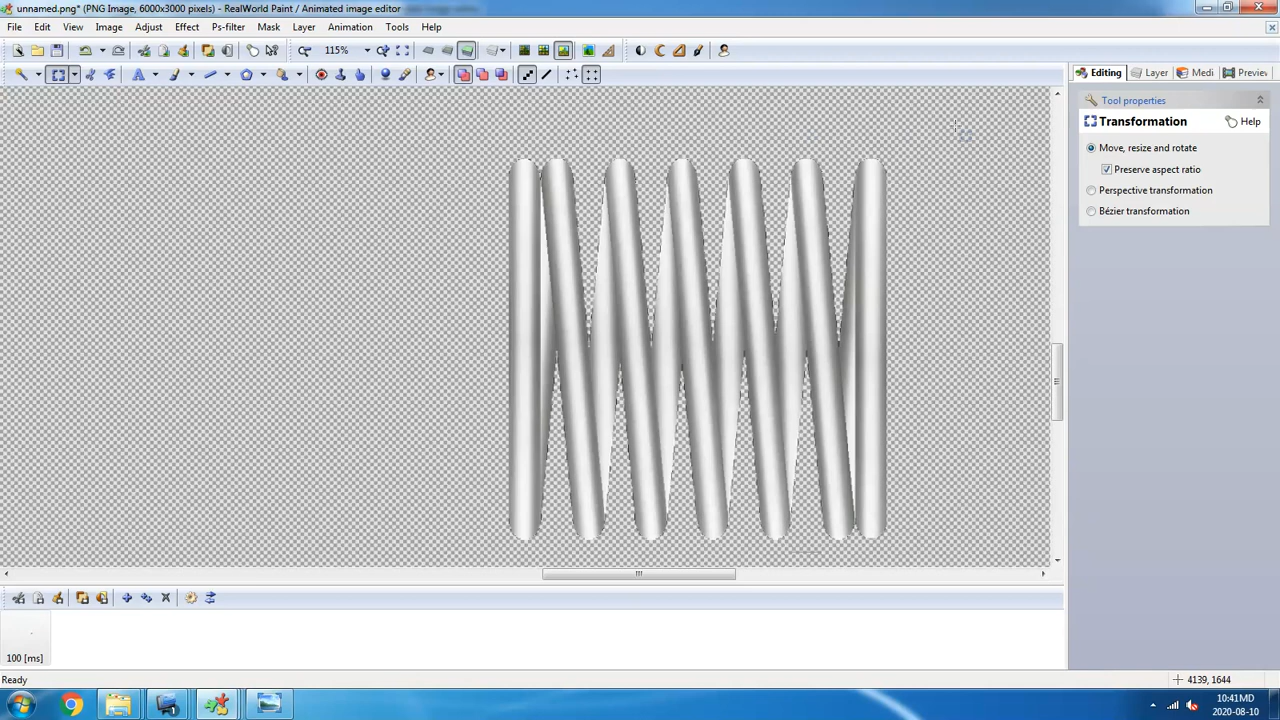 unnamed.png* (PNG Image, 6000x3000 pixels) - RealWorld Paint / Animated image editor
File Edit View Image Adjust Effect Ps-filter Mask Layer Animation Tools Help
115%
Editing Layer Medi Previe
Tool properties
Transformation Help
Move, resize and rotate
Preserve aspect ratio
Perspective transformation
Bézier transformation
100 [ms]
Ready 4139, 1644
10:41MD
2020-08-10